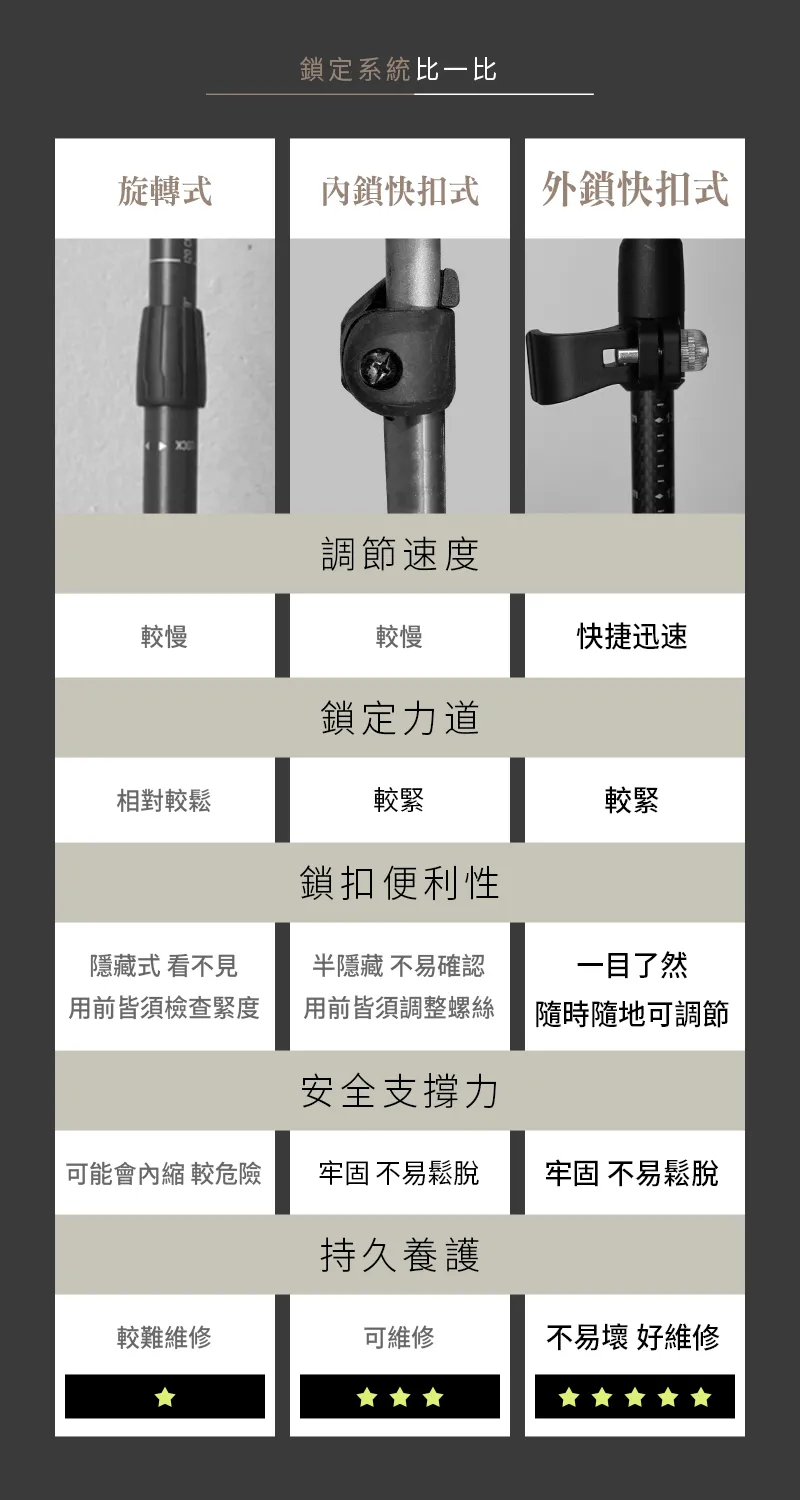 鎖定系統比一比
旋轉式
內鎖快扣式
外鎖快扣式
調節速度
較慢
較慢
快捷迅速
鎖定力道
相對較鬆
較緊
較緊
鎖扣便利性
隱藏式 看不見
用前皆須檢查緊度
半隱藏 不易確認
用前皆須調整螺絲
一目了然
隨時隨地可調節
安全支撐力
可能會內縮 較危險
牢固 不易鬆脫
牢固 不易鬆脫
持久養護
較難維修
可維修
不易壞 好維修